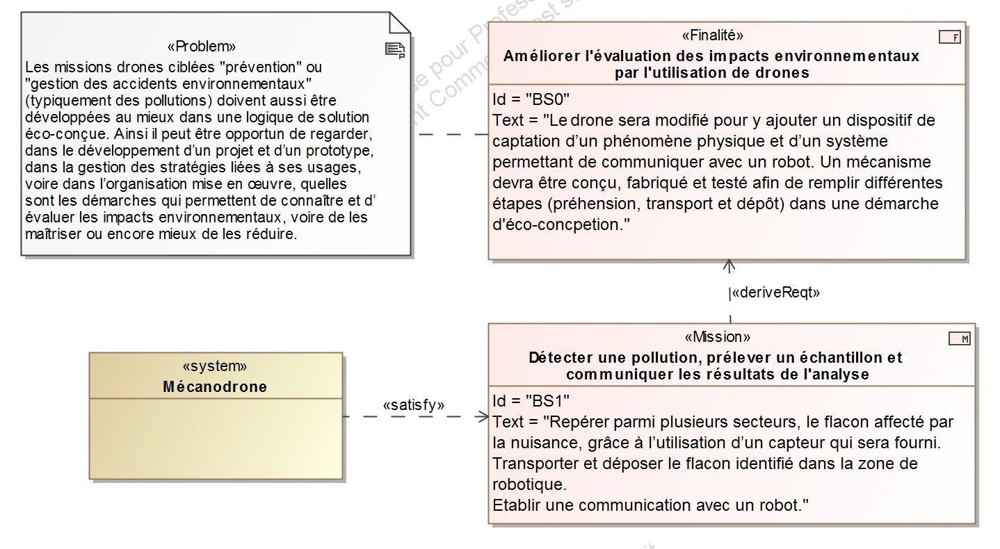 «Problem»
Les missions drones ciblées "prévention" ou
"gestion des accidents environnementaux"
(typiquement des pollutions) doivent aussi être
développées au mieux dans une logique de solution
éco-conçue. Ainsi il peut être opportun de regarder,
dans le développement d’un projet et d’un prototype,
dans la gestion des stratégies liées à ses usages,
voire dans l’organisation mise en œuvre, quelles
sont les démarches qui permettent de connaître et d’
évaluer les impacts environnementaux, voire de les
maîtriser ou encore mieux de les réduire.
«Finalité»
F
Améliorer l'évaluation des impacts environnementaux
par l'utilisation de drones
Id = "BS0"
Text = "Le drone sera modifié pour y ajouter un dispositif de
captation d’un phénomène physique et d’un système
permettant de communiquer avec un robot. Un mécanisme
devra être conçu, fabriqué et testé afin de remplir différentes
étapes (préhension, transport et dépôt) dans une démarche
d'éco-concpetion."
«deriveReqt»
«system»
Mécanodrone
«satisfy»
«Mission»
M
Détecter une pollution, prélever un échantillon et
communiquer les résultats de l'analyse
Id = "BS1"
Text = "Repérer parmi plusieurs secteurs, le flacon affecté par
la nuisance, grâce à l’utilisation d’un capteur qui sera fourni.
Transporter et déposer le flacon identifié dans la zone de
robotique.
Etablir une communication avec un robot."
pour